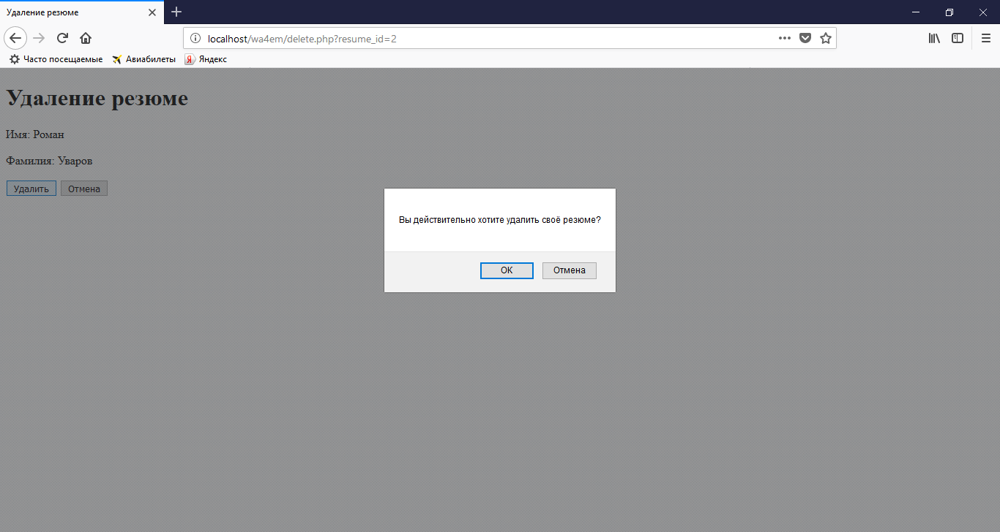 Удаление резюме
localhost/wa4em/delete.php?resume_id=2
Часто посещаемые Авиабилеты Я Яндекс
Удаление резюме
Имя: Роман
Фамилия: Уваров
Удалить Отмена
Вы действительно хотите удалить своё резюме?
ОК Отмена